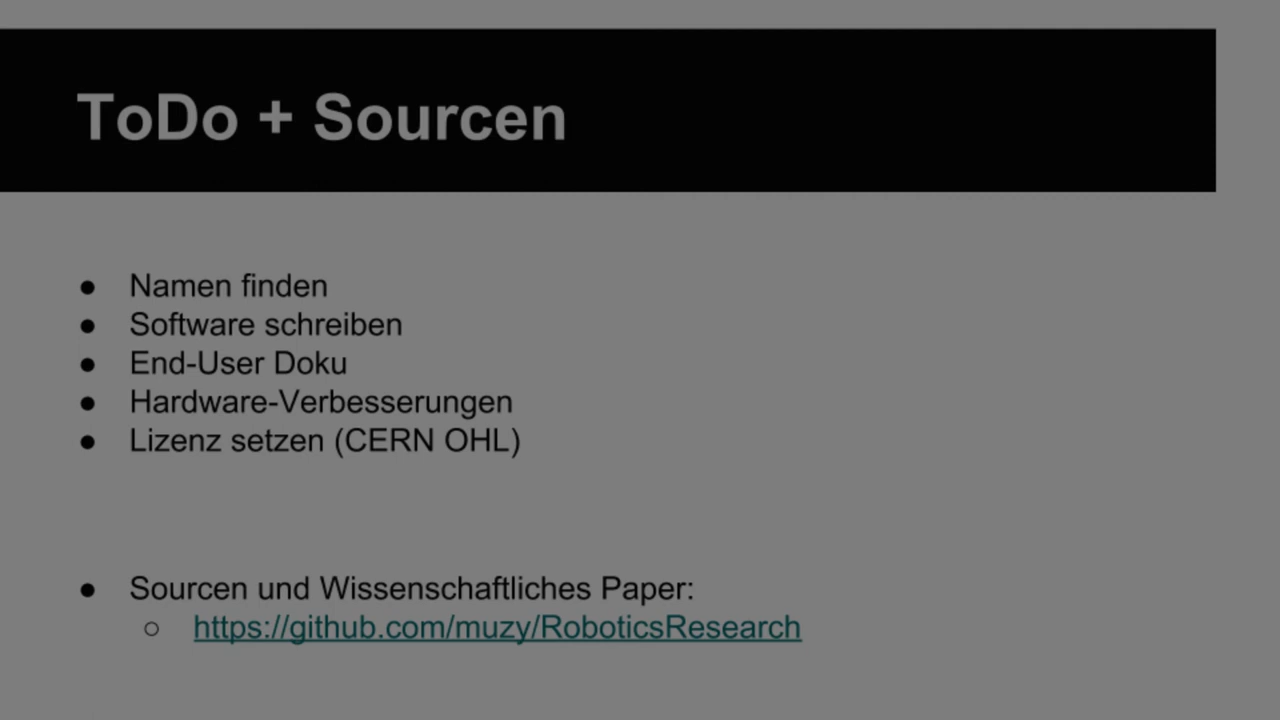 ToDo + Sourcen
● Namen finden
● Software schreiben
● End-User Doku
● Hardware-Verbesserungen
● Lizenz setzen (CERN OHL)
● Sourcen und Wissenschaftliches Paper:
○ https://github.com/muzy/RoboticsResearch